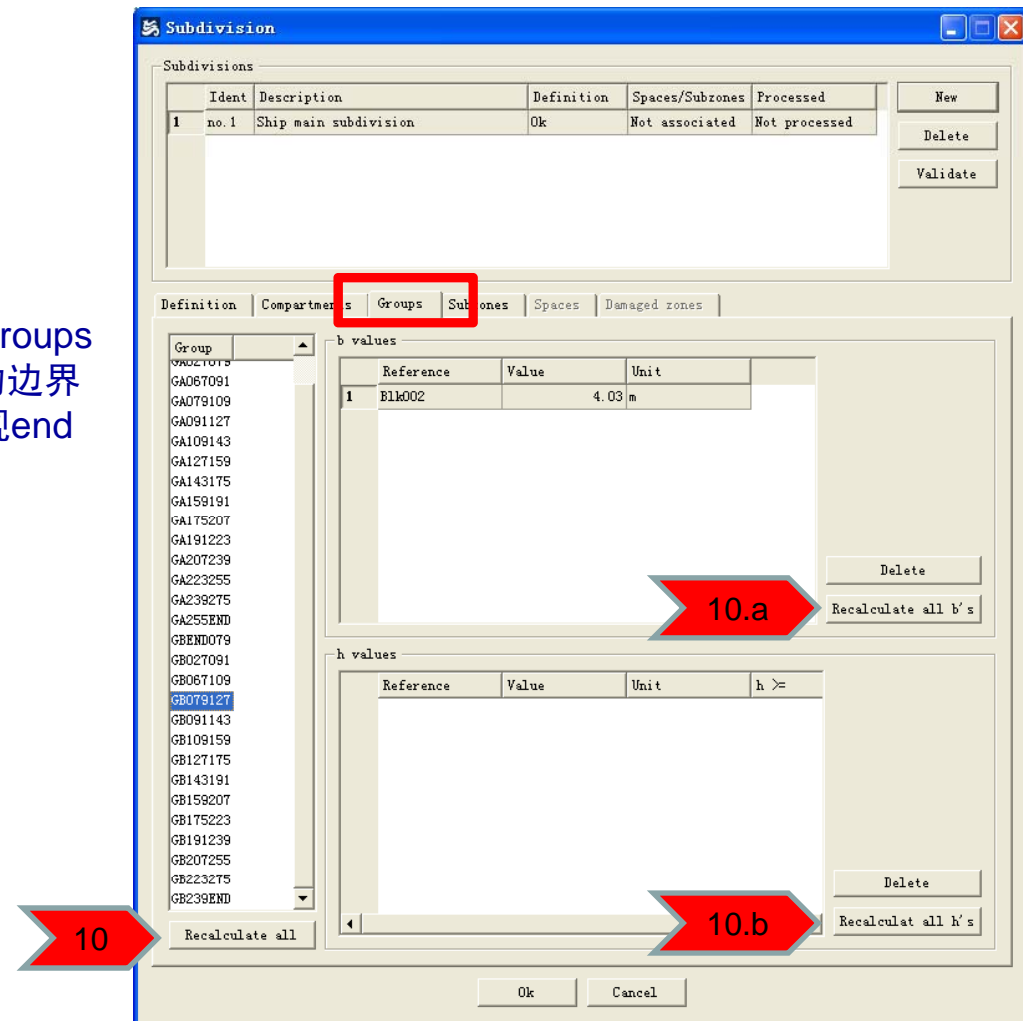 Subdivision
Subdivisions
Ident Description Definition Spaces/Subzones Processed
1 no.1 Ship main subdivision Ok Not associated Not processed
New
Delete
Validate
Definition Compartments Groups Subzones Spaces Damaged zones
roups
边界
end
Group
GA067091
GA079109
GA091127
GA109143
GA127159
GA143175
GA159191
GA175207
GA191223
GA207239
GA223255
GA239275
GA255END
GBEND079
GB027091
GB067109
GB079127
GB091143
GB109159
GB127175
GB143191
GB159207
GB175223
GB191239
GB207255
GB223275
GB239END
10
Recalculate all
b values
Reference Value Unit
1 Blk002 4.03 m
Delete
10.a
Recalculate all b's
h values
Reference Value Unit h >=
Delete
10.b
Recalculat all h's
Ok Cancel